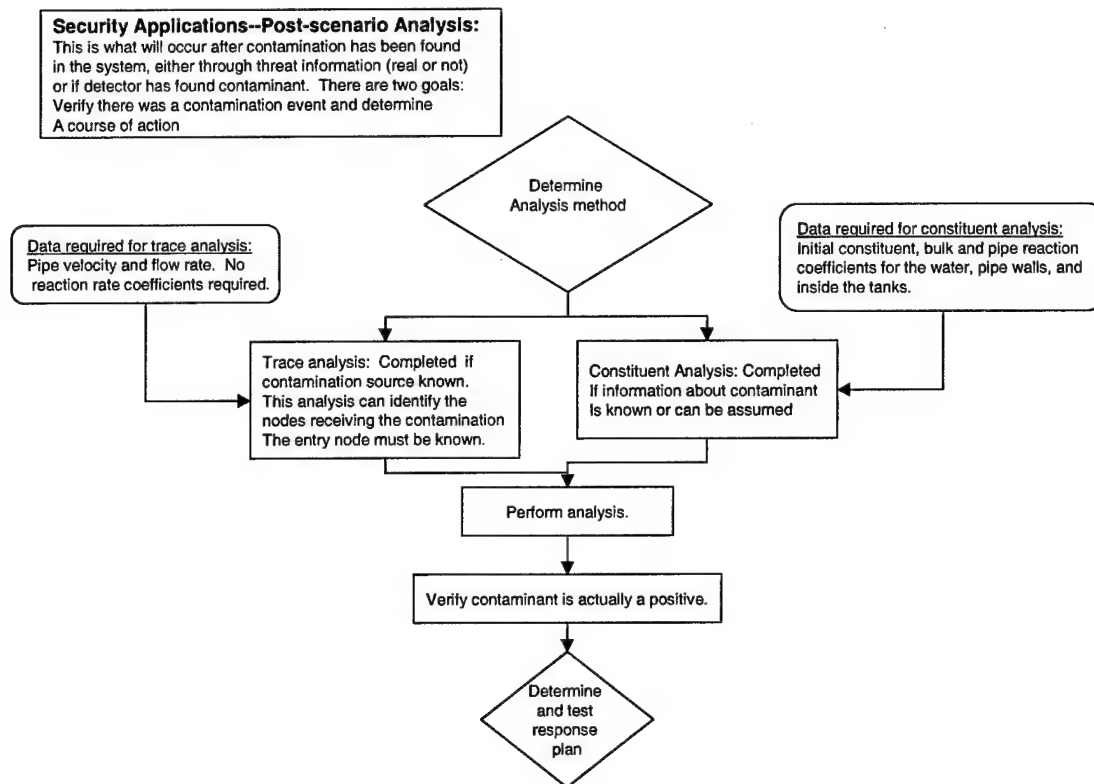 Security Applications--Post-scenario Analysis:
This is what will occur after contamination has been found
in the system, either through threat information (real or not)
or if detector has found contaminant. There are two goals:
Verify there was a contamination event and determine
A course of action
Determine
Analysis method
Data required for trace analysis:
Pipe velocity and flow rate. No
reaction rate coefficients required.
Data required for constituent analysis:
Initial constituent, bulk and pipe reaction
coefficients for the water, pipe walls, and
inside the tanks.
Trace analysis: Completed if
contamination source known.
This analysis can identify the
nodes receiving the contamination
The entry node must be known.
Constituent Analysis: Completed
If information about contaminant
Is known or can be assumed
Perform analysis.
Verify contaminant is actually a positive.
Determine
and test
response
plan